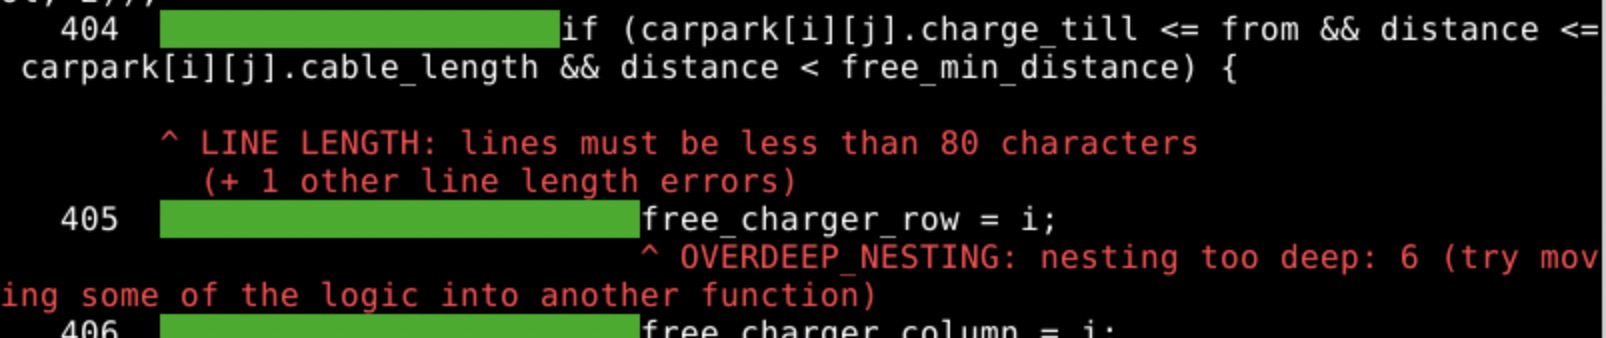 404 if (carpark[i][j].charge_till <= from && distance <=
carpark[i][j].cable_length && distance < free_min_distance) {
^ LINE LENGTH: lines must be less than 80 characters
(+ 1 other line length errors)
405 free_charger_row = i;
^ OVERDEEP_NESTING: nesting too deep: 6 (try mov
ing some of the logic into another function)
406 free_charger_column = j;